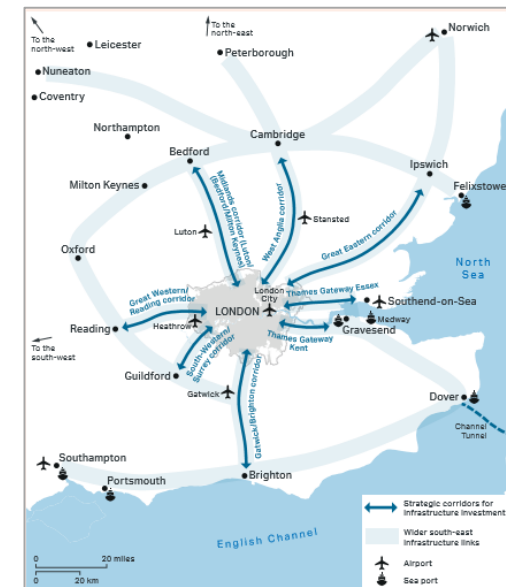 To the
north-west
To the
north-east
Norwich
Leicester
Peterborough
Nuneaton
Coventry
Northampton
Cambridge
Bedford
Ipswich
Milton Keynes
Felixstowe
Midlands corridor (Luton/
Bedford/Milton Keynes)
West Anglia corridor
Stansted
Luton
Great Eastern corridor
Oxford
North
Sea
London
City
Thames Gateway Essex
Great Western/
Reading corridor
LONDON
Southend-on-Sea
Heathrow
Medway
Reading
Gravesend
Thames Gateway
Kent
To the
south-west
South-Western/
Surrey corridor
Guildford
Gatwick
Gatwick/Brighton corridor
Dover
Channel
Tunnel
Southampton
Portsmouth
Brighton
English Channel
Strategic corridors for
infrastructure investment
Wider south-east
infrastructure links
0 20 miles
0 20 km
Airport
Sea port